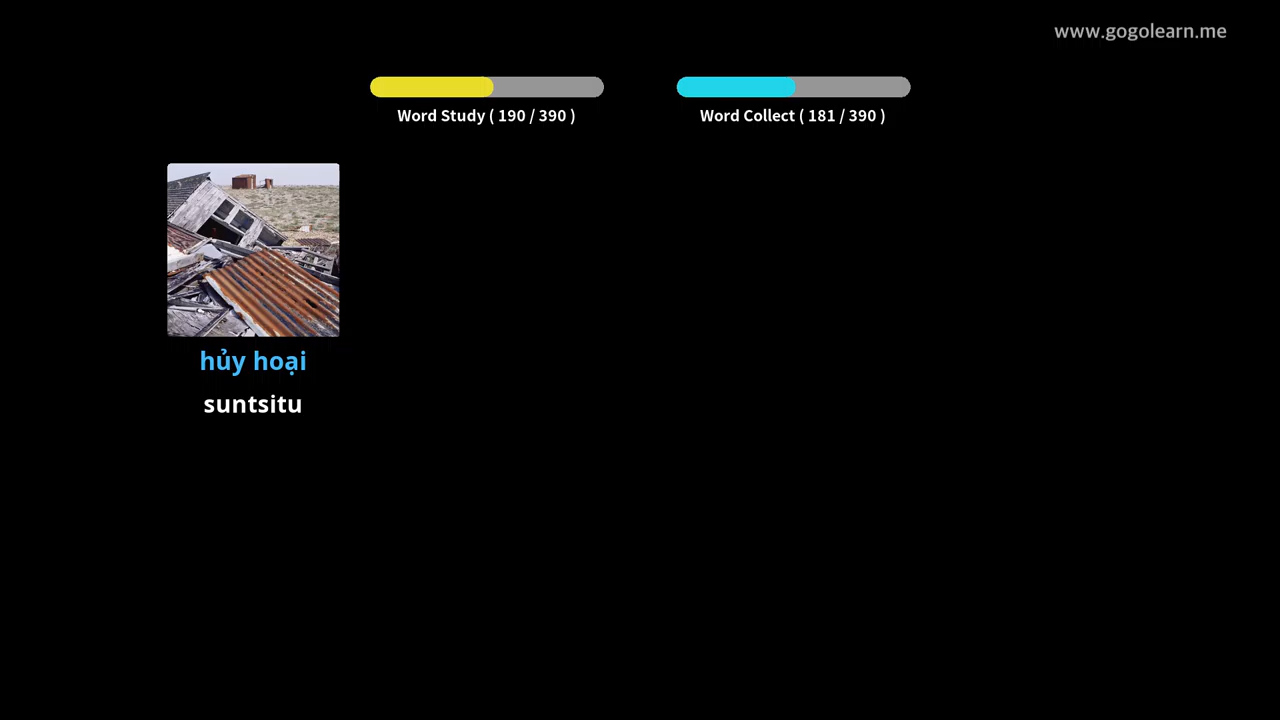 www.gogolearn.me
Word Study ( 190 / 390 )
Word Collect ( 181 / 390 )
hủy hoại
suntsitu